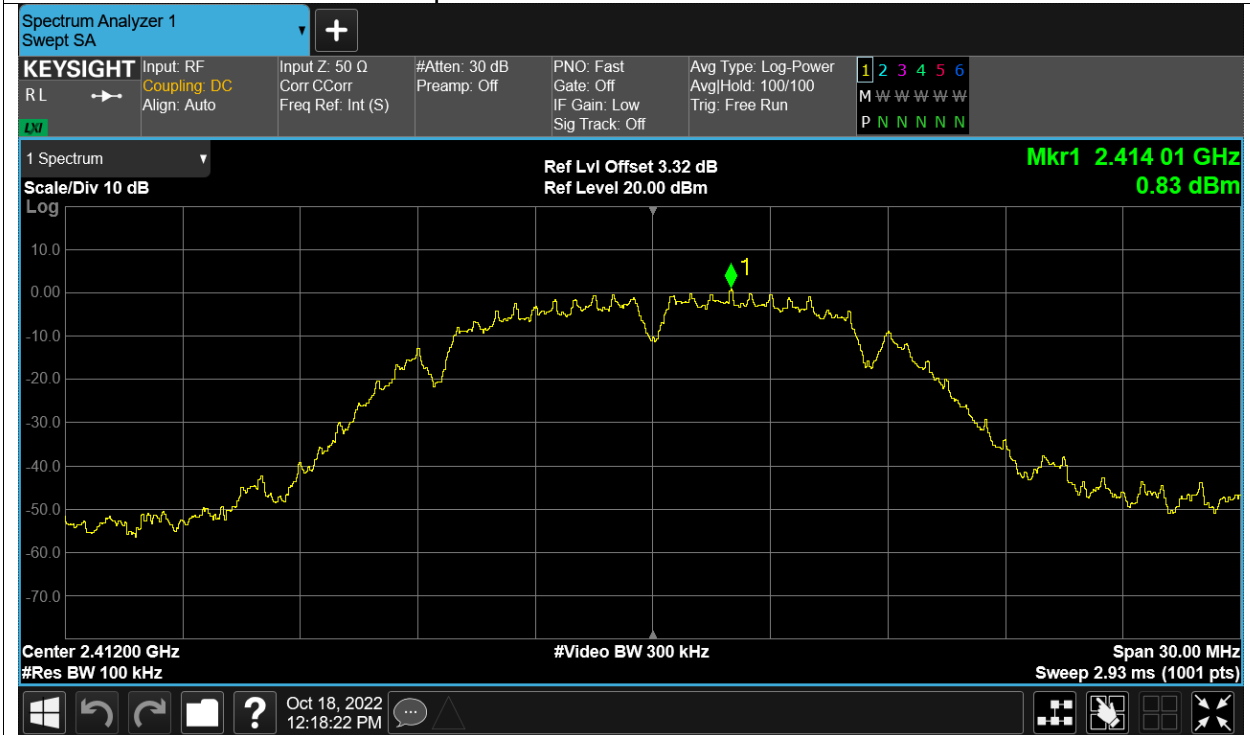 Spectrum Analyzer 1
Swept SA
+
KEYSIGHT
R L
LXI
Input: RF
Coupling: DC
Align: Auto
Input Z: 50 Ω
Corr CCorr
Freq Ref: Int (S)
#Atten: 30 dB
Preamp: Off
PNO: Fast
Gate: Off
IF Gain: Low
Sig Track: Off
Avg Type: Log-Power
Avg|Hold: 100/100
Trig: Free Run
1 2 3 4 5 6
M W W W W W W
P N N N N N N
1 Spectrum
Scale/Div 10 dB
Log
Ref Lvl Offset 3.32 dB
Ref Level 20.00 dBm
Mkr1 2.414 01 GHz
0.83 dBm
10.0
0.00
-10.0
-20.0
-30.0
-40.0
-50.0
-60.0
-70.0
1
Center 2.41200 GHz
#Res BW 100 kHz
#Video BW 300 kHz
Span 30.00 MHz
Sweep 2.93 ms (1001 pts)
?
Oct 18, 2022
12:18:22 PM